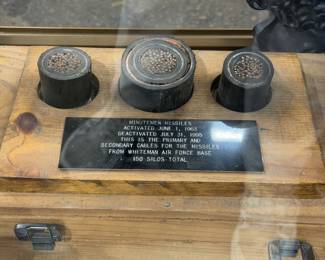 MINUTEMEN MISSILES
ACTIVATED JUNE 1, 1963
DEACTIVATED JULY 31, 1995
THIS IS THE PRIMARY AND
SECONDARY CABLES FOR THE MISSILES
FROM WHITEMAN AIR FORCE BASE
150 SILOS TOTAL